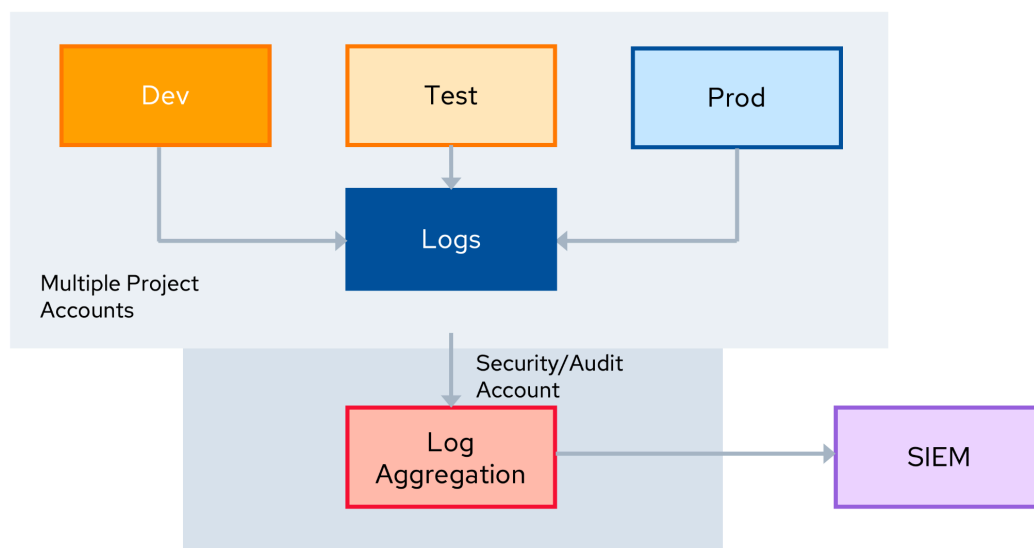 Dev
Test
Prod
Logs
Multiple Project
Accounts
Security/Audit
Account
Log
Aggregation
SIEM